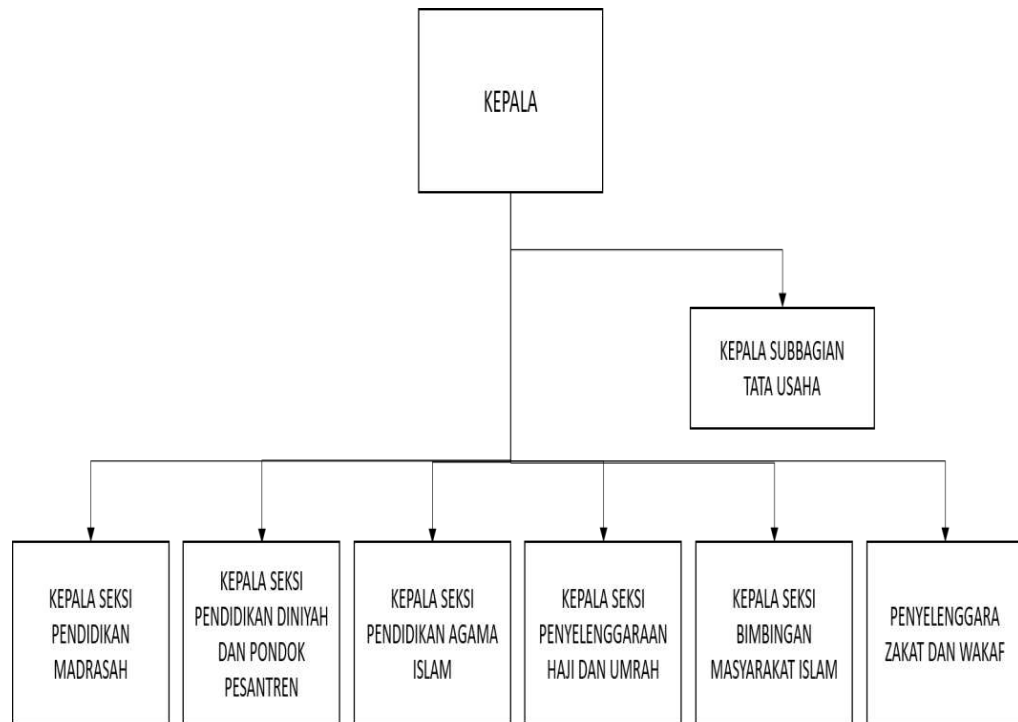 KEPALA
KEPALA SUBBAGIAN
TATA USAHA
KEPALA SEKSI
PENDIDIKAN
MADRASAH
KEPALA SEKSI
PENDIDIKAN DINIYAH
DAN PONDOK
PESANTREN
KEPALA SEKSI
PENDIDIKAN AGAMA
ISLAM
KEPALA SEKSI
PENYELENGGARAAN
HAJI DAN UMRAH
KEPALA SEKSI
BIMBINGAN
MASYARAKAT ISLAM
PENYELENGGARA
ZAKAT DAN WAKAF